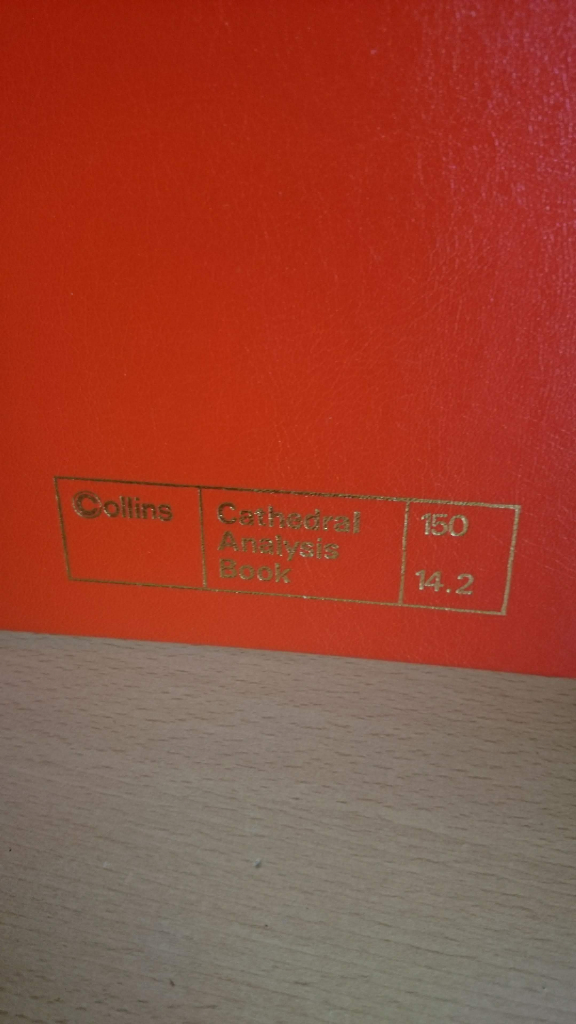 Collins
Cathedral
Analysis
Book
150
14.2